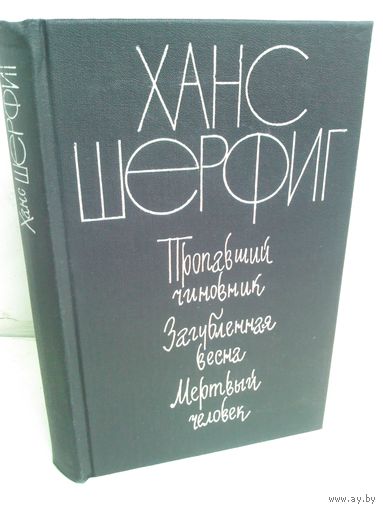 ХАНС
ШЕРФИГ
Пропавший
чиновник
Загубленная
весна
Мертвый
человек
Ханс ШЕРФИГ
www.ay.by